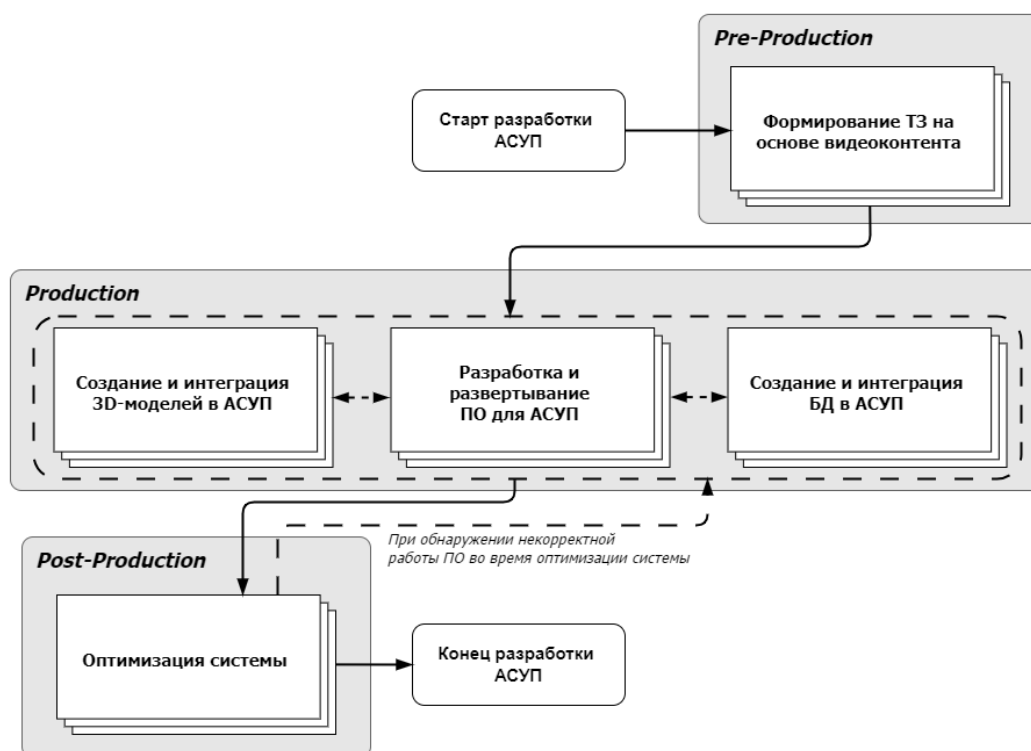 Pre-Production
Старт разработки
АСУП
Формирование ТЗ на
основе видеоконтента
Production
Создание и интеграция
3D-моделей в АСУП
Разработка и
развертывание
ПО для АСУП
Создание и интеграция
БД в АСУП
При обнаружении некорректной
работы ПО во время оптимизации системы
Post-Production
Оптимизация системы
Конец разработки
АСУП